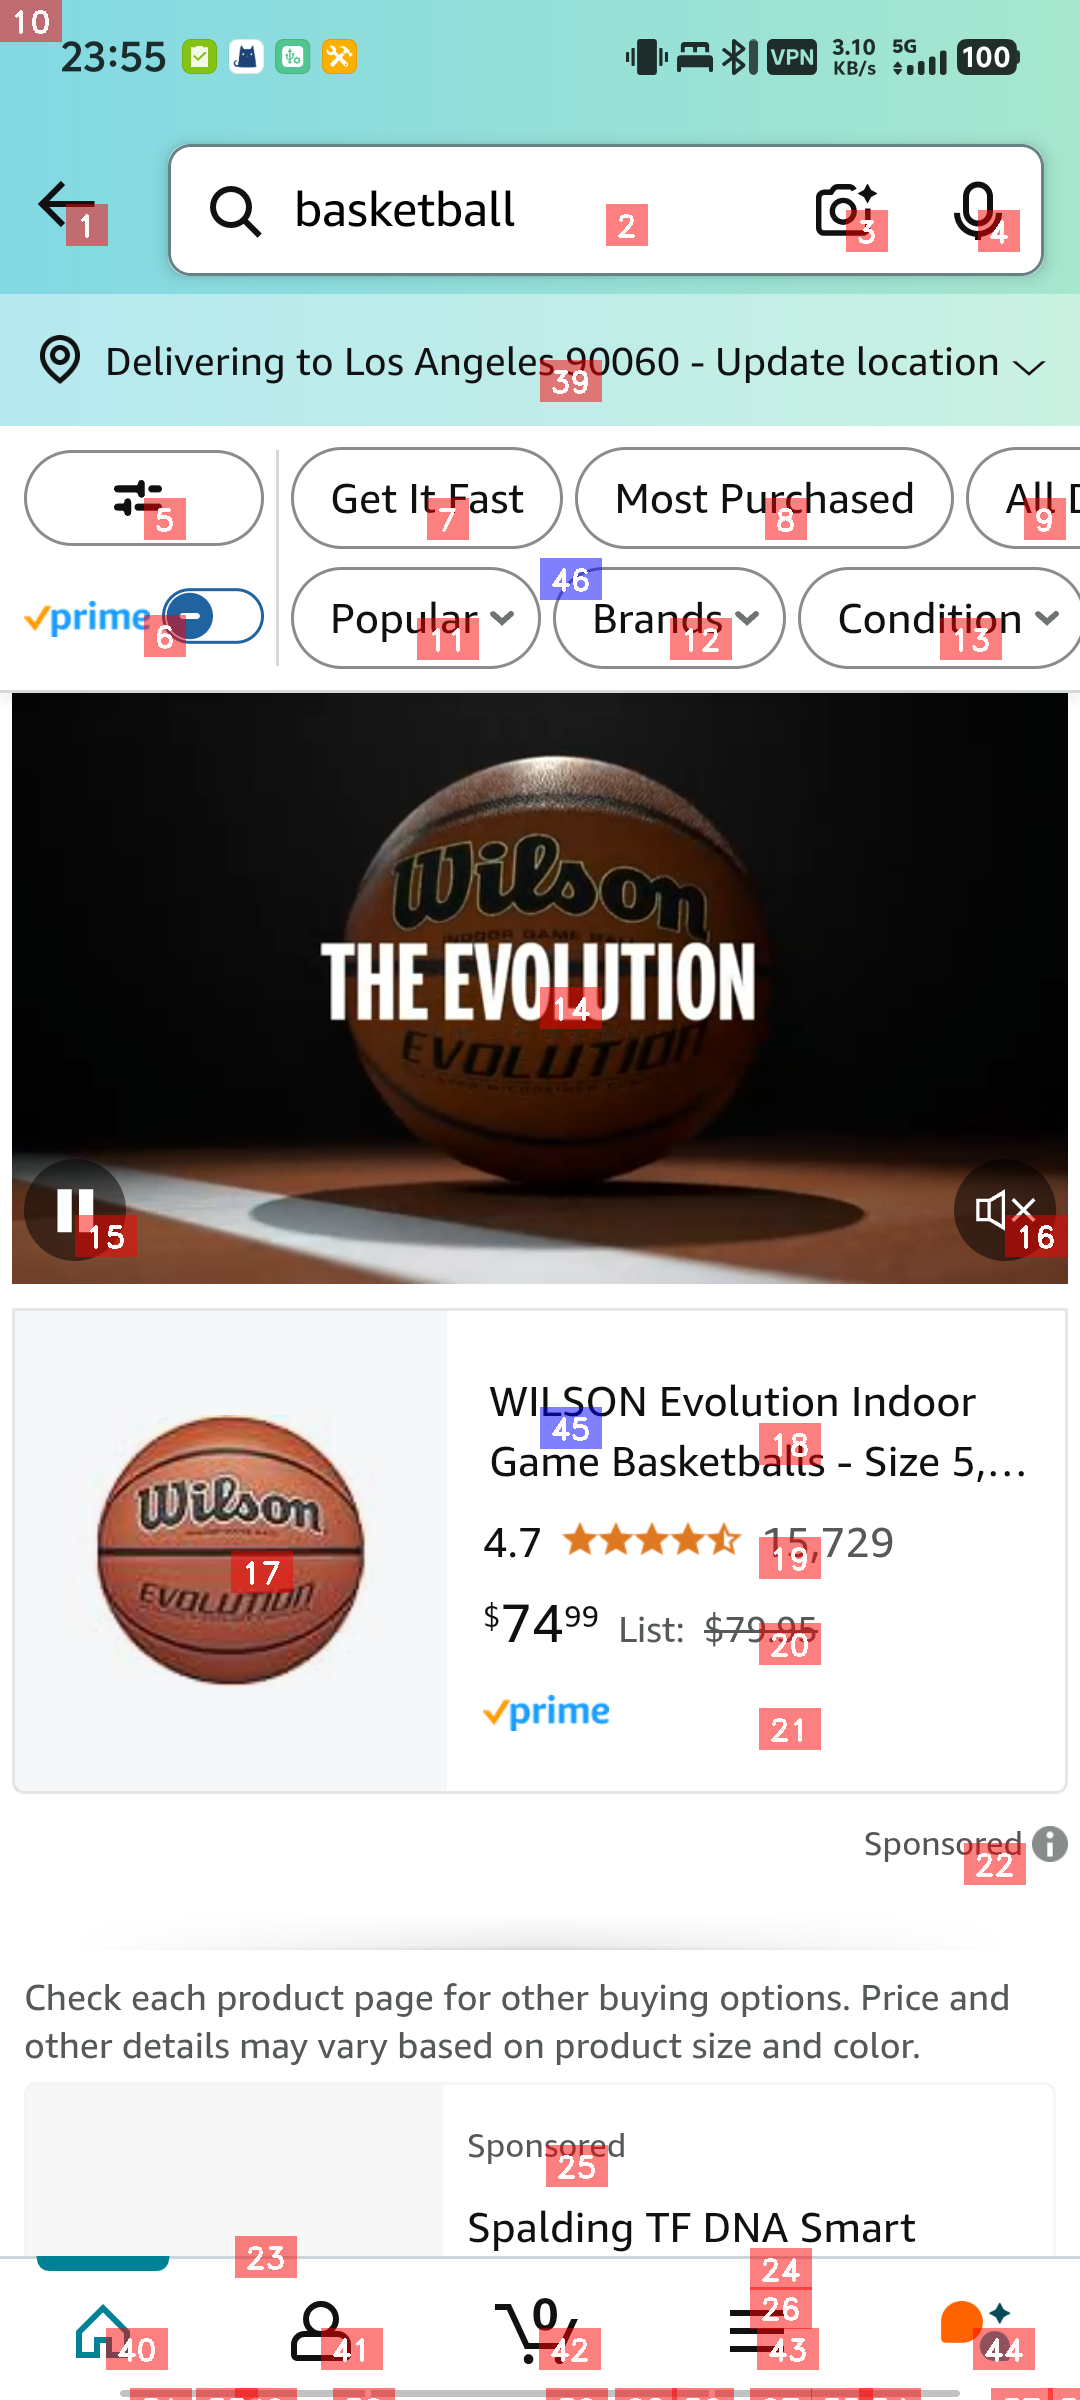 10
23:55
VPN
3.10
KB/s
5G
100
basketball
1
2
3
4
Delivering to Los Angeles 90060 - Update location
39
Get It Fast
Most Purchased
All D
5
7
8
9
46
prime
Popular
Brands
Condition
6
11
12
13
Wilson
INDOOR GAME BALL
THE EVOLUTION
14
EVOLUTION
15
16
WILSON Evolution Indoor
45
18
Game Basketballs - Size 5,...
Wilson
4.7
15,729
19
17
EVOLUTION
$74.99 List: $79.95
20
prime
21
Sponsored
22
Check each product page for other buying options. Price and
other details may vary based on product size and color.
Sponsored
25
Spalding TF DNA Smart
23
24
26
0
40
41
42
43
44